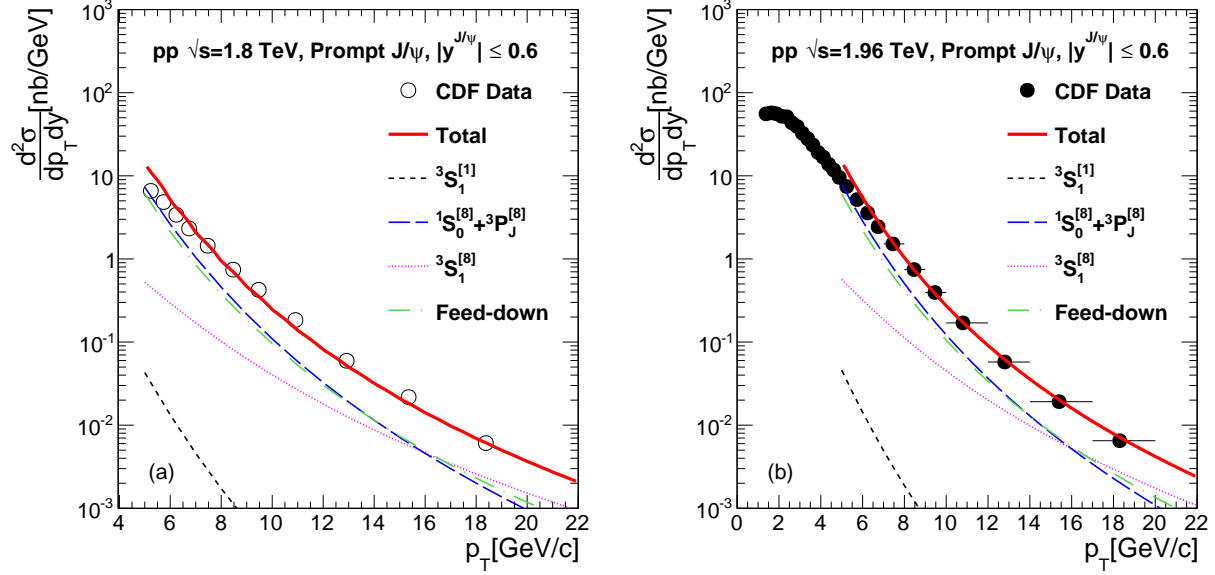 d²σ/dp_T dy [nb/GeV]
10³
10²
10
1
10⁻¹
10⁻²
10⁻³
pp √s=1.8 TeV, Prompt J/ψ, |y^{J/ψ}| ≤ 0.6
CDF Data
Total
³S₁^[1]
¹S₀^[8]+³P_J^[8]
³S₁^[8]
Feed-down
(a)
4 6 8 10 12 14 16 18 20 22
p_T[GeV/c]
d²σ/dp_T dy [nb/GeV]
10³
10²
10
1
10⁻¹
10⁻²
10⁻³
pp √s=1.96 TeV, Prompt J/ψ, |y^{J/ψ}| ≤ 0.6
CDF Data
Total
³S₁^[1]
¹S₀^[8]+³P_J^[8]
³S₁^[8]
Feed-down
(b)
0 2 4 6 8 10 12 14 16 18 20 22
p_T[GeV/c]